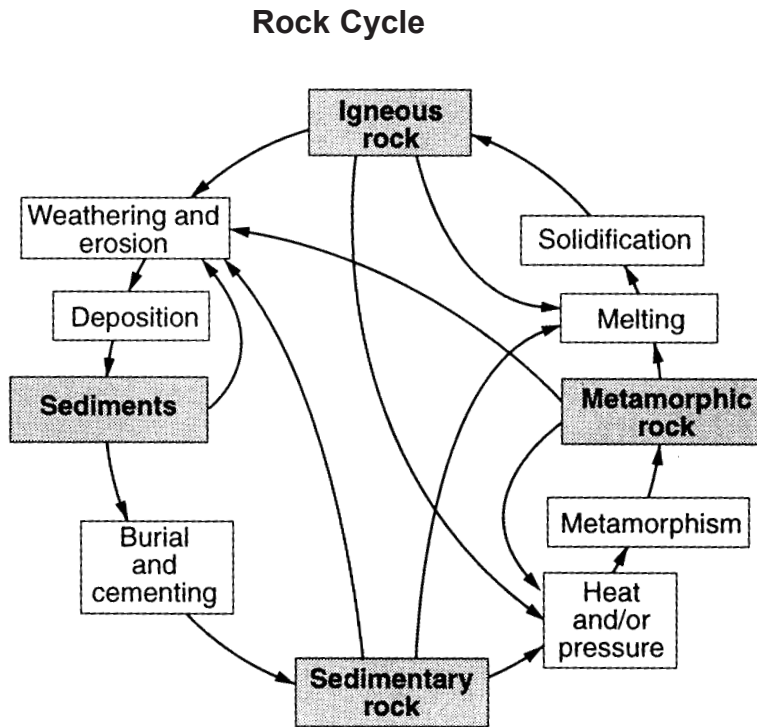 Rock Cycle
Igneous
rock
Weathering and
erosion
Solidification
Deposition
Melting
Sediments
Metamorphic
rock
Burial
and
cementing
Metamorphism
Heat
and/or
pressure
Sedimentary
rock